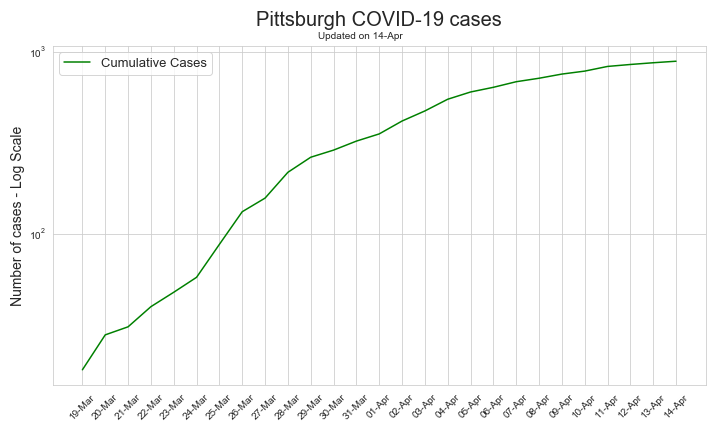 Pittsburgh COVID-19 cases
Updated on 14-Apr
Cumulative Cases
Number of cases - Log Scale
10³
10²
19-Mar
20-Mar
21-Mar
22-Mar
23-Mar
24-Mar
25-Mar
26-Mar
27-Mar
28-Mar
29-Mar
30-Mar
31-Mar
01-Apr
02-Apr
03-Apr
04-Apr
05-Apr
06-Apr
07-Apr
08-Apr
09-Apr
10-Apr
11-Apr
12-Apr
13-Apr
14-Apr